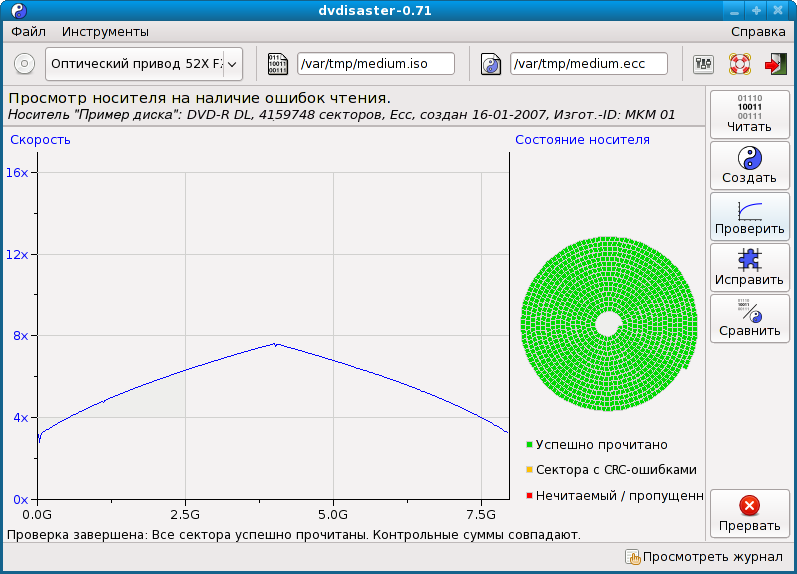 dvdisaster-0.71
Файл Инструменты Справка
Оптический привод 52X F /var/tmp/medium.iso /var/tmp/medium.ecc
Просмотр носителя на наличие ошибок чтения.
Носитель "Пример диска": DVD-R DL, 4159748 секторов, Ecc, создан 16-01-2007, Изгот.-ID: MKM 01
Скорость
16x
12x
8x
4x
0x
0.0G 2.5G 5.0G 7.5G
Состояние носителя
Успешно прочитано
Сектора с CRC-ошибками
Нечитаемый / пропущенн
Проверка завершена: Все сектора успешно прочитаны. Контрольные суммы совпадают.
01110
10011
00111
Читать
Создать
Проверить
Исправить
Сравнить
Прервать
Просмотреть журнал